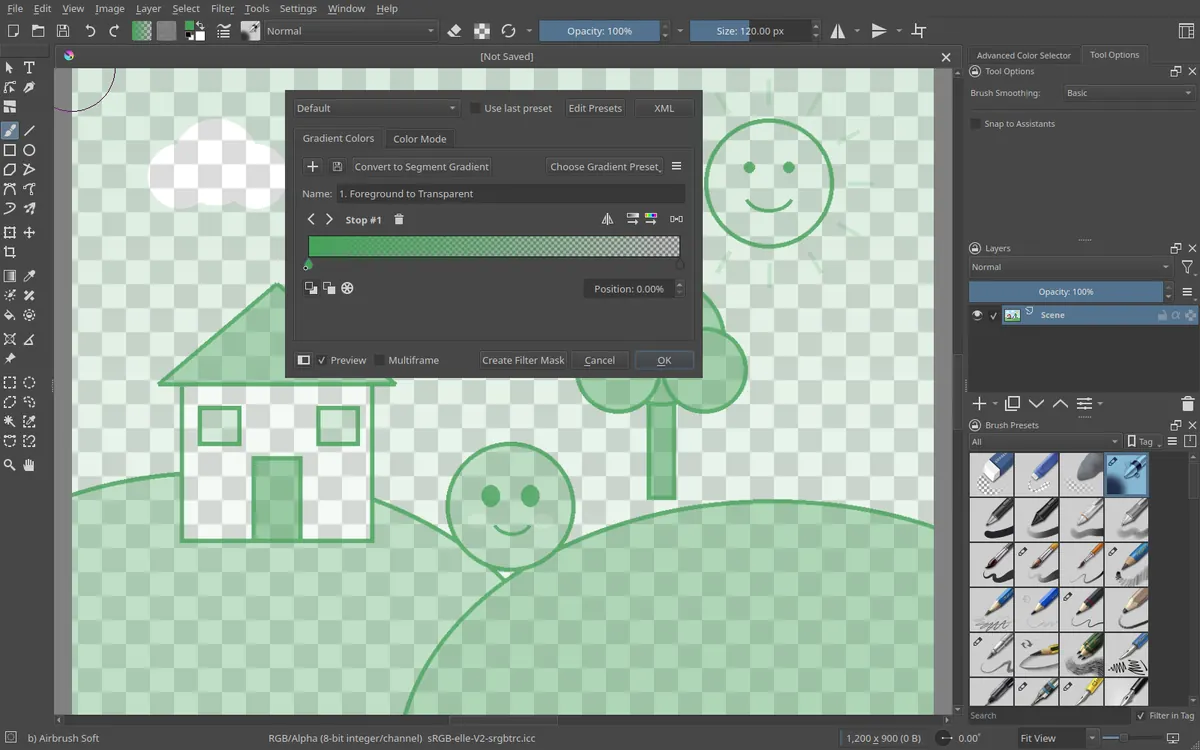 File Edit View Image Layer Select Filter Tools Settings Window Help
Normal
Opacity: 100%
Size: 120.00 px
[Not Saved]
Default
Use last preset
Edit Presets
XML
Gradient Colors
Color Mode
Convert to Segment Gradient
Choose Gradient Preset
Name: 1. Foreground to Transparent
Stop #1
Position: 0.00%
Preview
Multiframe
Create Filter Mask
Cancel
OK
Advanced Color Selector
Tool Options
Tool Options
Brush Smoothing: Basic
Snap to Assistants
Layers
Normal
Opacity: 100%
Scene
Brush Presets
All
Tag
Search
Filter in Tag
b) Airbrush Soft
RGB/Alpha (8-bit integer/channel) sRGB-elle-V2-srgbtrc.icc
1,200 x 900 (0 B)
0.00°
Fit View